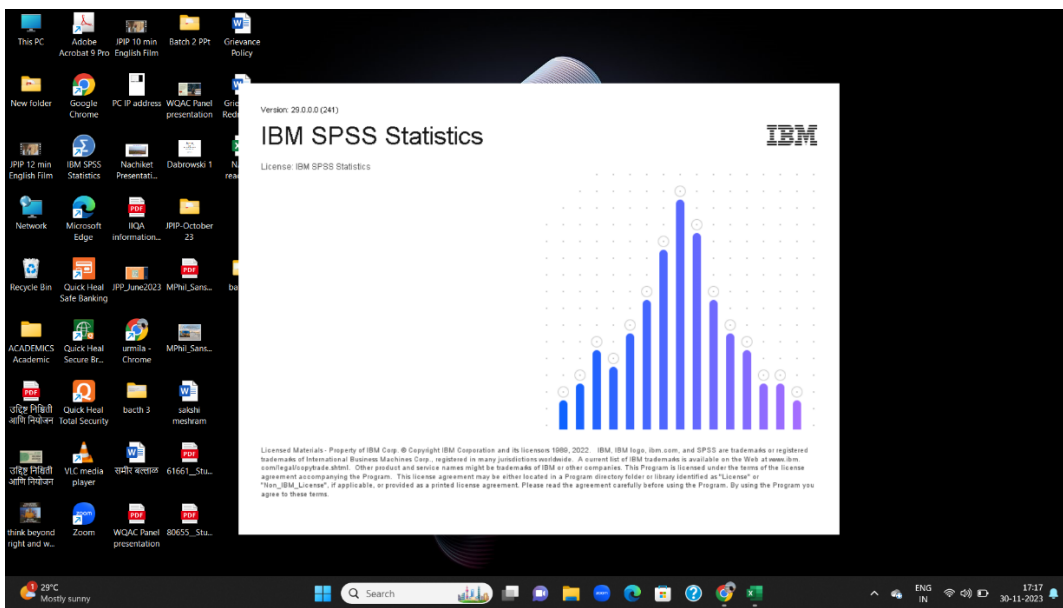 This PC
Adobe
Acrobat 9 Pro
JPIP 10 min
English Film
Batch 2 PPt
Grievance
Policy
New folder
Google
Chrome
PC IP address
WQAC Panel
presentation
JPIP 12 min
English Film
IBM SPSS
Statistics
Nachiket
Presentati...
Dabrowski 1
Network
Microsoft
Edge
IIQA
information...
JPIP-October
23
Recycle Bin
Quick Heal
Safe Banking
JPP_June2023
MPhil_Sans...
ACADEMICS
Academic
Quick Heal
Secure Br...
urmila -
Chrome
MPhil_Sans...
उद्दिष्ट निश्चिती
आणि नियोजन
Quick Heal
Total Security
bacth 3
sakshi
meshram
उद्दिष्ट निश्चिती
आणि नियोजन
VLC media
player
समीर बल्लाळ
61661_Stu...
think beyond
right and w...
Zoom
WQAC Panel
presentation
80655_Stu...
Version: 29.0.0.0 (241)
IBM SPSS Statistics
IBM
License: IBM SPSS Statistics
Licensed Materials - Property of IBM Corp. © Copyright IBM Corporation and its licensors 1989, 2022. IBM, IBM logo, ibm.com, and SPSS are trademarks or registered
trademarks of International Business Machines Corp., registered in many jurisdictions worldwide. A current list of IBM trademarks is available on the Web at www.ibm.
com/legal/copytrade.shtml. Other product and service names might be trademarks of IBM or other companies. This Program is licensed under the terms of the license
agreement accompanying the Program. This license agreement may be either located in a Program directory folder or library identified as "License" or
"Non_IBM_License", if applicable, or provided as a printed license agreement. Please read the agreement carefully before using the Program. By using the Program you
agree to these terms.
1
29°C
Mostly sunny
Search
ENG
IN
17:17
30-11-2023